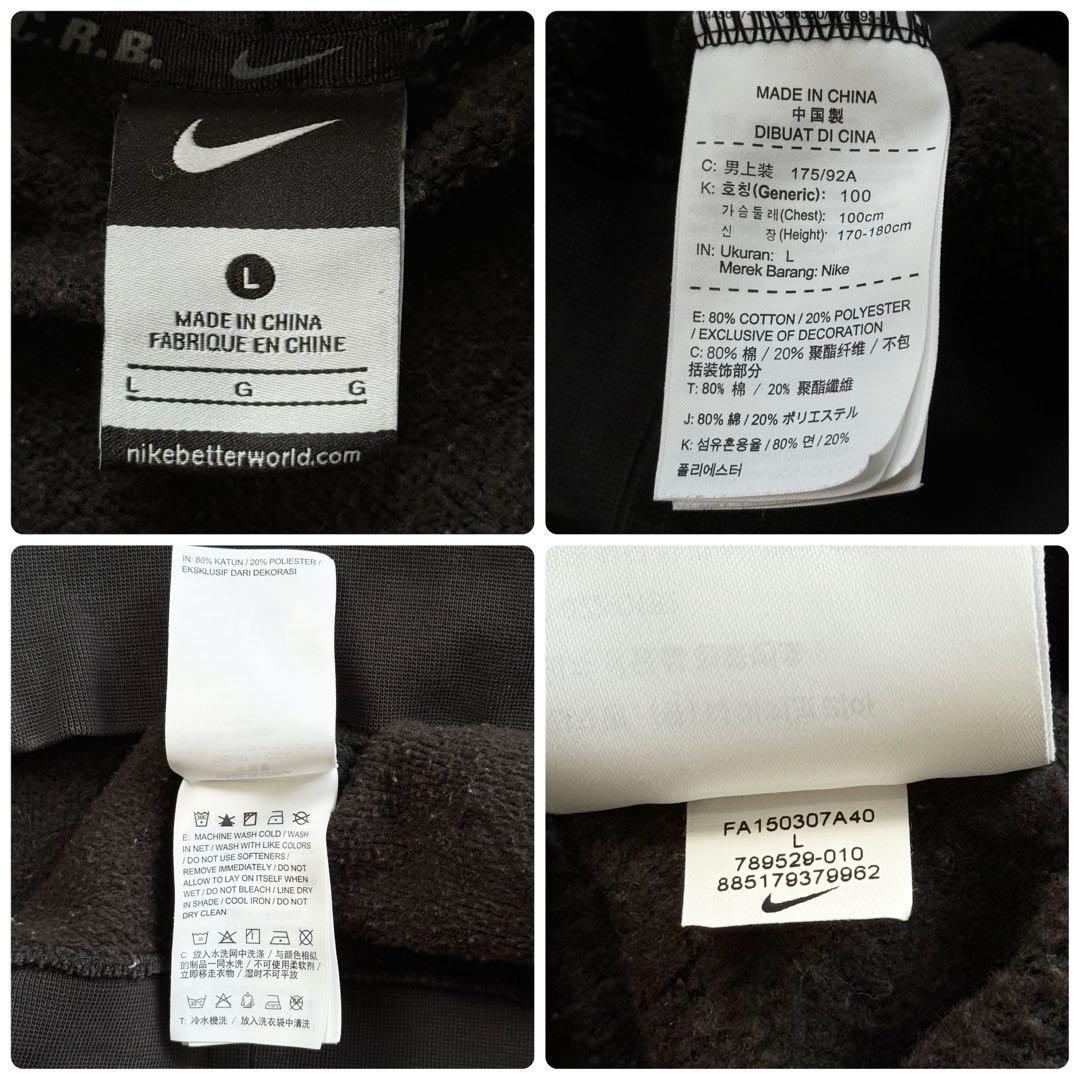 C.R.B.
L
MADE IN CHINA
FABRIQUE EN CHINE
L G G
nikebetterworld.com
MADE IN CHINA
中国製
DIBUAT DI CINA
C: 男上装 175/92A
K: 호칭(Generic): 100
가슴둘레(Chest): 100cm
신 장(Height): 170-180cm
IN: Ukuran: L
Merek Barang: Nike
E: 80% COTTON / 20% POLYESTER
/ EXCLUSIVE OF DECORATION
C: 80% 棉 / 20% 聚酯纤维 / 不包
括装饰部分
T: 80% 棉 / 20% 聚酯纖維
J: 80% 綿 / 20% ポリエステル
K: 섬유혼용율 / 80% 면 / 20%
폴리에스터
IN: 80% KATUN / 20% POLIESTER /
EKSKLUSIF DARI DEKORASI
E: MACHINE WASH COLD / WASH
IN NET / WASH WITH LIKE COLORS
/ DO NOT USE SOFTENERS /
REMOVE IMMEDIATELY / DO NOT
ALLOW TO LAY ON ITSELF WHEN
WET / DO NOT BLEACH / LINE DRY
IN SHADE / COOL IRON / DO NOT
DRY CLEAN
C: 放入水洗网中洗涤 / 与颜色相似
的制品一同水洗 / 不可使用柔软剂 /
立即移走衣物 / 湿时不可平放
T: 冷水機洗 / 放入洗衣袋中清洗
FA150307A40
L
789529-010
885179379962